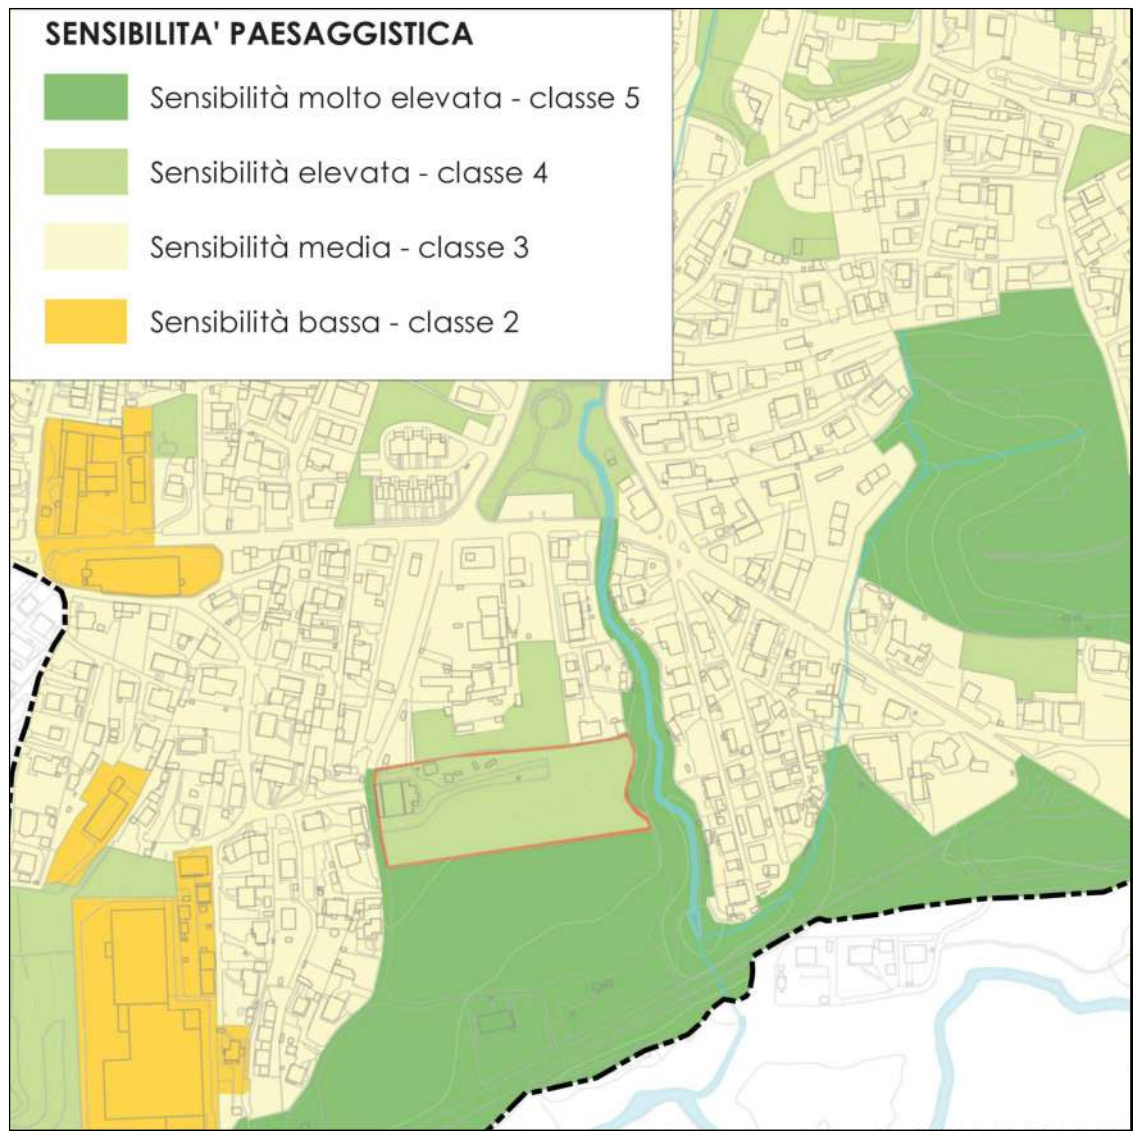 SENSIBILITA' PAESAGGISTICA
Sensibilità molto elevata - classe 5
Sensibilità elevata - classe 4
Sensibilità media - classe 3
Sensibilità bassa - classe 2